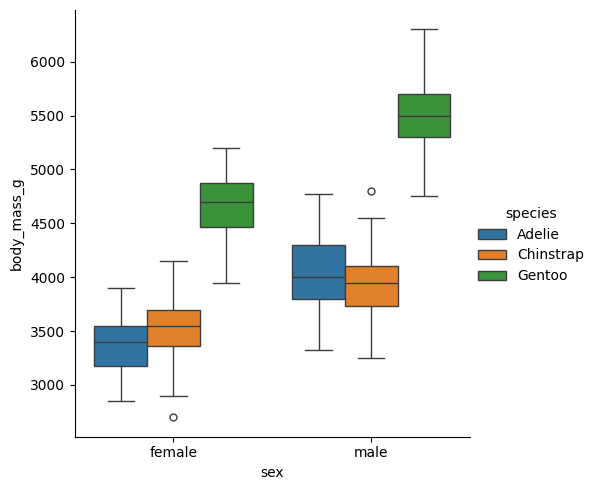 6000
5500
5000
4500
4000
3500
3000
body_mass_g
female
male
sex
species
Adelie
Chinstrap
Gentoo